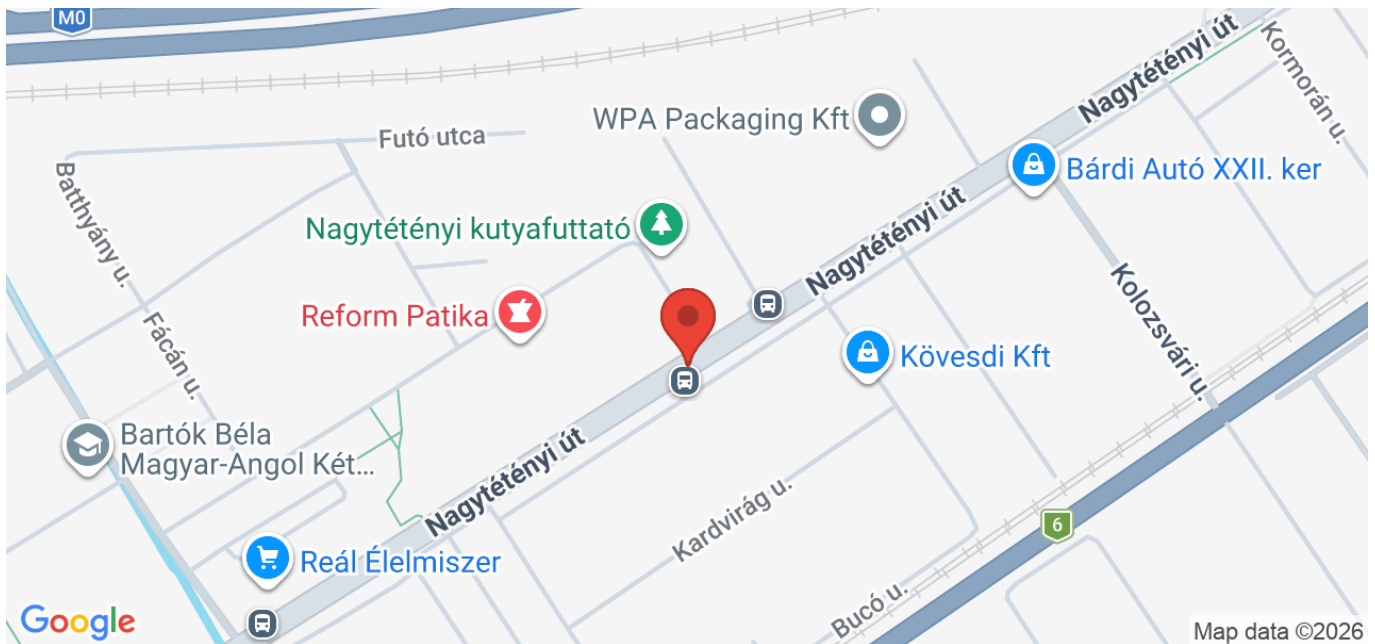 M0
Nagytétényi út
Kormorán u.
WPA Packaging Kft
Futó utca
Bárdi Autó XXII. ker
Batthyány u.
Nagytétényi kutyafuttató
Nagytétényi út
Kolozsvári u.
Reform Patika
Fácán u.
Kövesdi Kft
Bartók Béla
Magyar-Angol Két...
Nagytétényi út
Kardvirág u.
6
Reál Élelmiszer
Bucó u.
Google
Map data ©2026